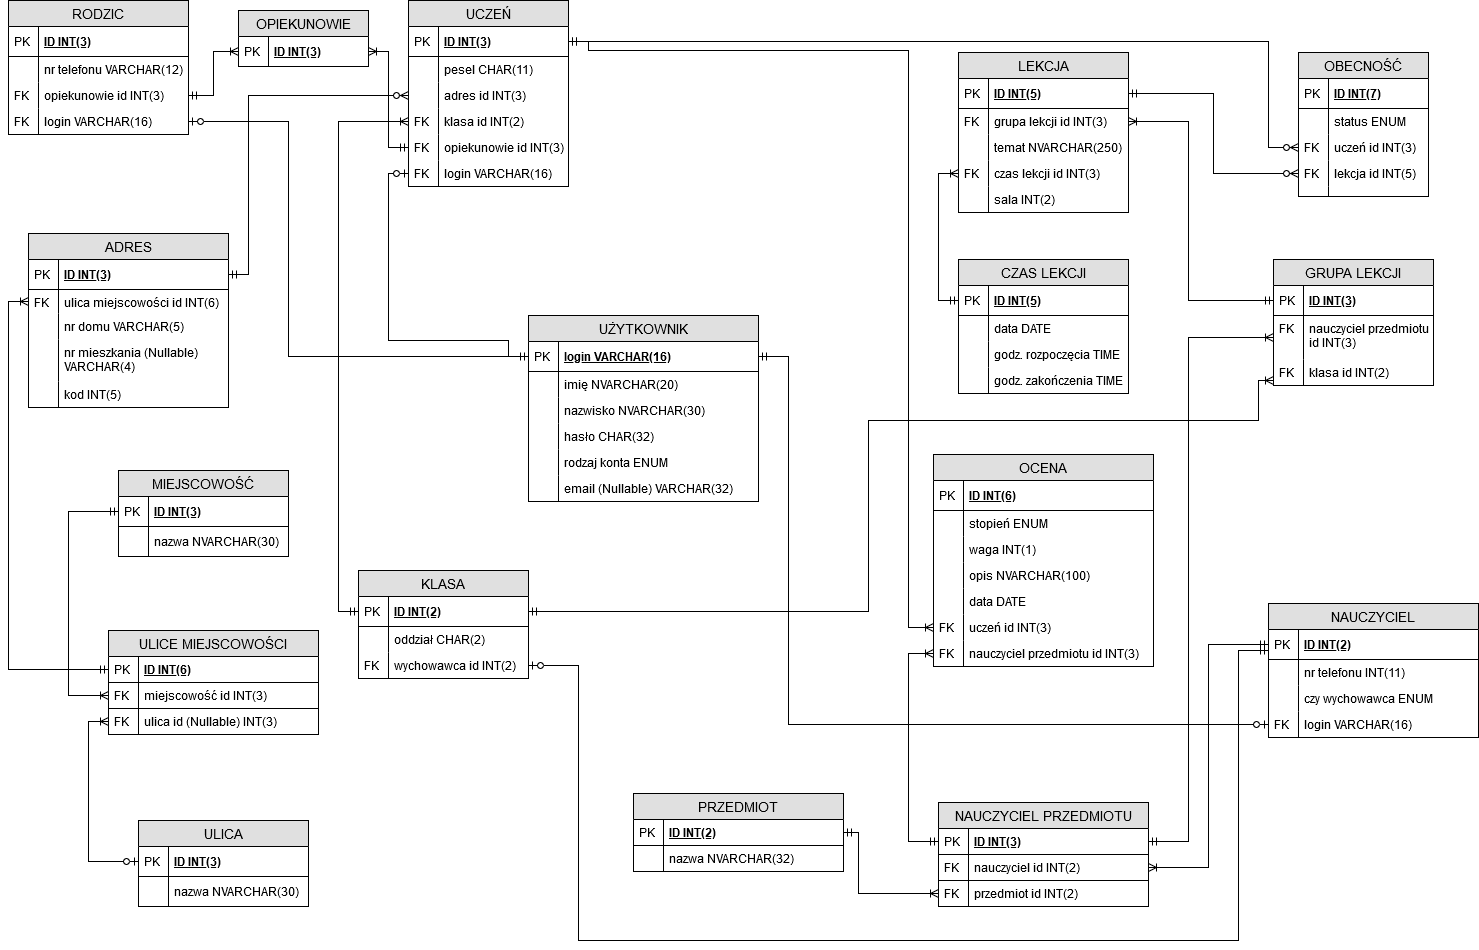 RODZIC
PK ID INT(3)
nr telefonu VARCHAR(12)
FK opiekunowie id INT(3)
FK login VARCHAR(16)
OPIEKUNOWIE
PK ID INT(3)
UCZEŃ
PK ID INT(3)
pesel CHAR(11)
adres id INT(3)
FK klasa id INT(2)
FK opiekunowie id INT(3)
FK login VARCHAR(16)
LEKCJA
PK ID INT(5)
FK grupa lekcji id INT(3)
temat NVARCHAR(250)
FK czas lekcji id INT(3)
sala INT(2)
OBECNOŚĆ
PK ID INT(7)
status ENUM
FK uczeń id INT(3)
FK lekcja id INT(5)
ADRES
PK ID INT(3)
FK ulica miejscowości id INT(6)
nr domu VARCHAR(5)
nr mieszkania (Nullable)
VARCHAR(4)
kod INT(5)
CZAS LEKCJI
PK ID INT(5)
data DATE
godz. rozpoczęcia TIME
godz. zakończenia TIME
GRUPA LEKCJI
PK ID INT(3)
FK nauczyciel przedmiotu
id INT(3)
FK klasa id INT(2)
UŻYTKOWNIK
PK login VARCHAR(16)
imię NVARCHAR(20)
nazwisko NVARCHAR(30)
hasło CHAR(32)
rodzaj konta ENUM
email (Nullable) VARCHAR(32)
MIEJSCOWOŚĆ
PK ID INT(3)
nazwa NVARCHAR(30)
OCENA
PK ID INT(6)
stopień ENUM
waga INT(1)
opis NVARCHAR(100)
data DATE
FK uczeń id INT(3)
FK nauczyciel przedmiotu id INT(3)
KLASA
PK ID INT(2)
oddział CHAR(2)
FK wychowawca id INT(2)
ULICE MIEJSCOWOŚCI
PK ID INT(6)
FK miejscowość id INT(3)
FK ulica id (Nullable) INT(3)
NAUCZYCIEL
PK ID INT(2)
nr telefonu INT(11)
czy wychowawca ENUM
FK login VARCHAR(16)
ULICA
PK ID INT(3)
nazwa NVARCHAR(30)
PRZEDMIOT
PK ID INT(2)
nazwa NVARCHAR(32)
NAUCZYCIEL PRZEDMIOTU
PK ID INT(3)
FK nauczyciel id INT(2)
FK przedmiot id INT(2)